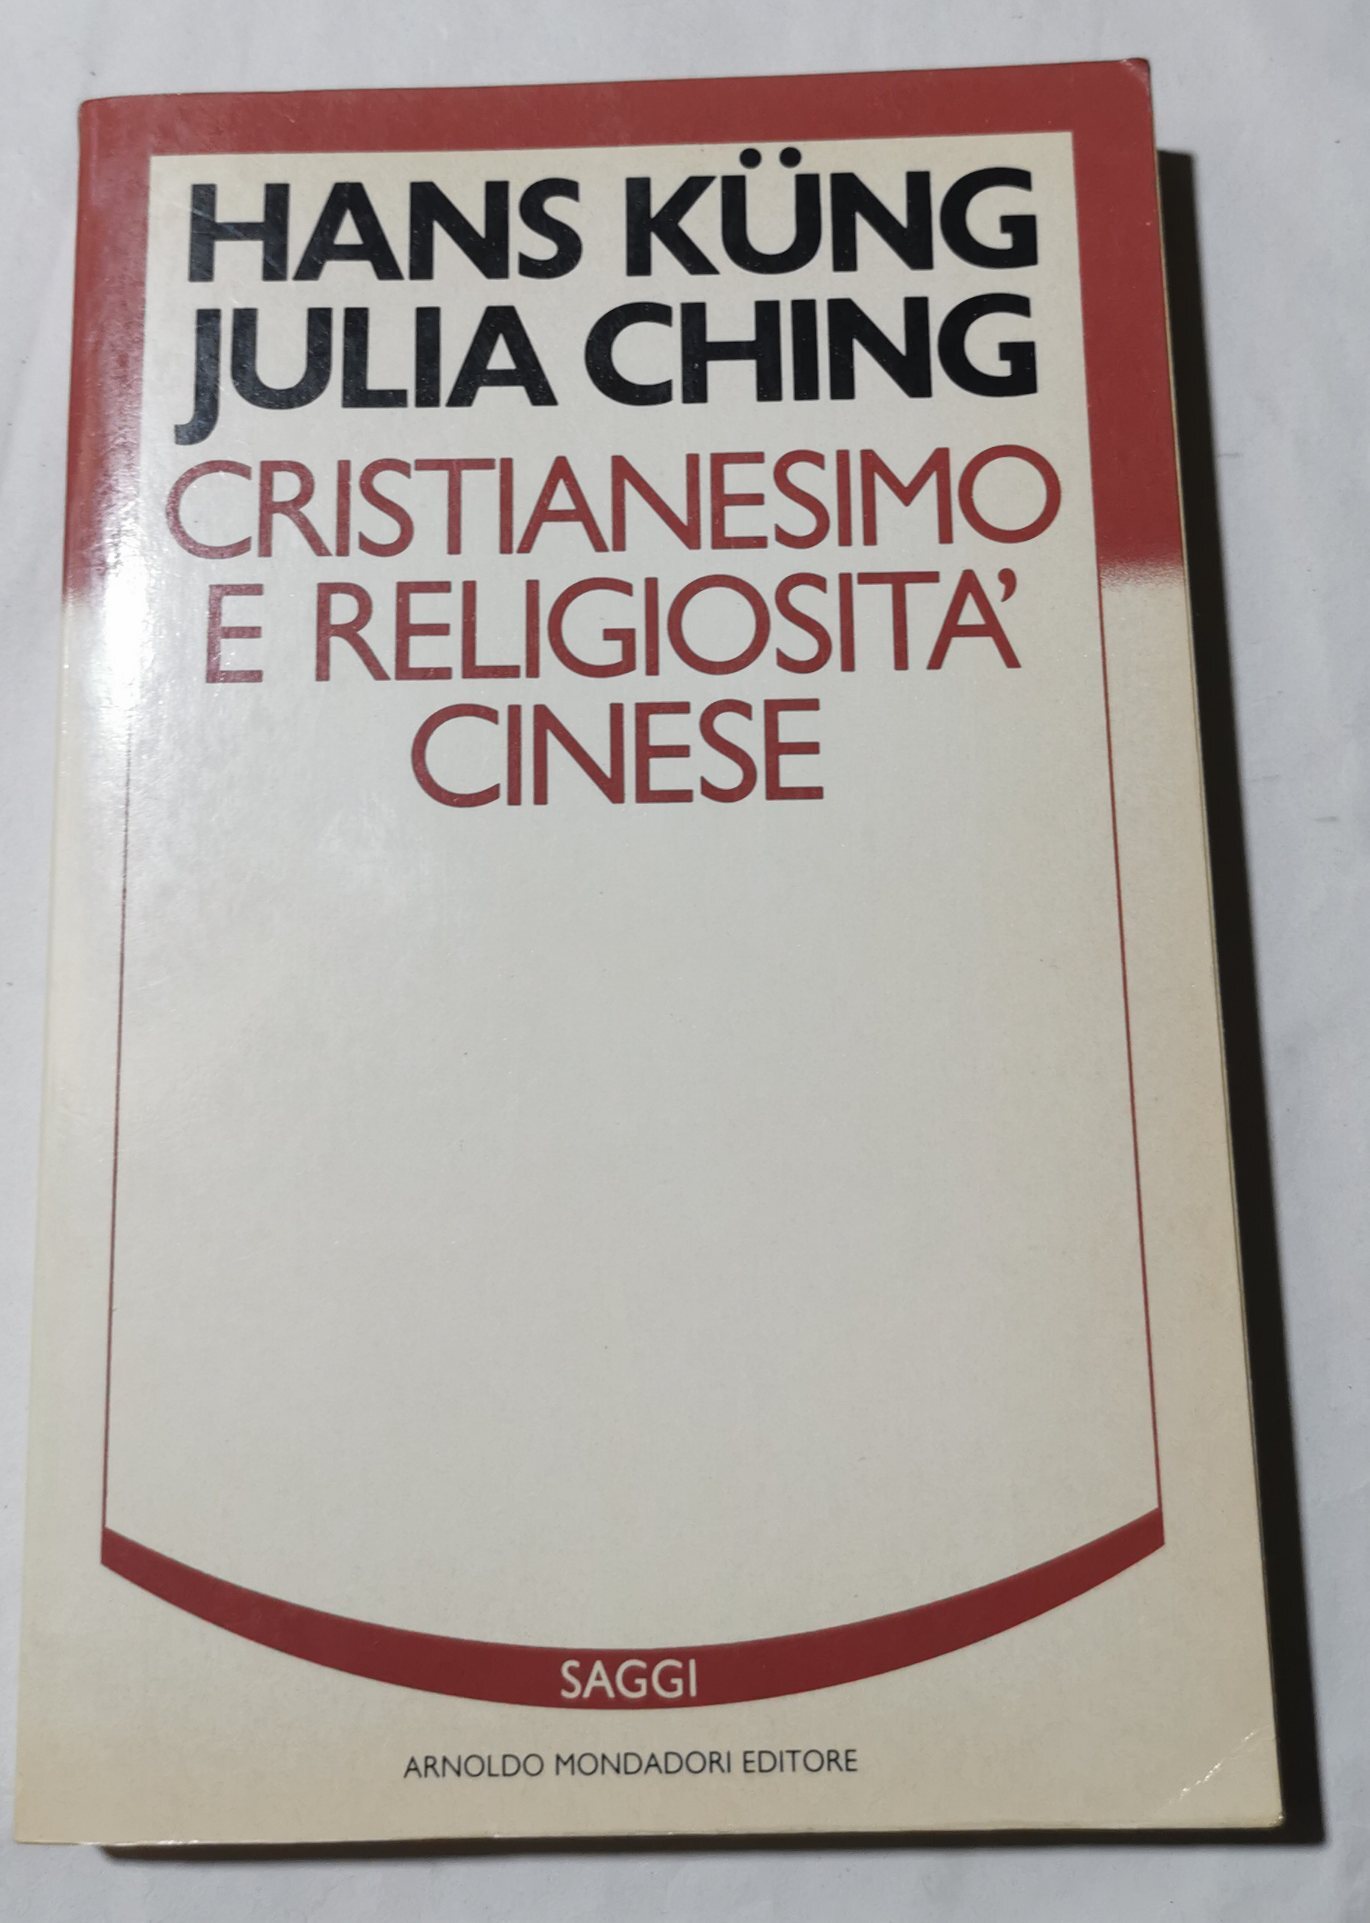 HANS KÜNG
JULIA CHING
CRISTIANESIMO
E RELIGIOSITA'
CINESE
SAGGI
ARNOLDO MONDADORI EDITORE